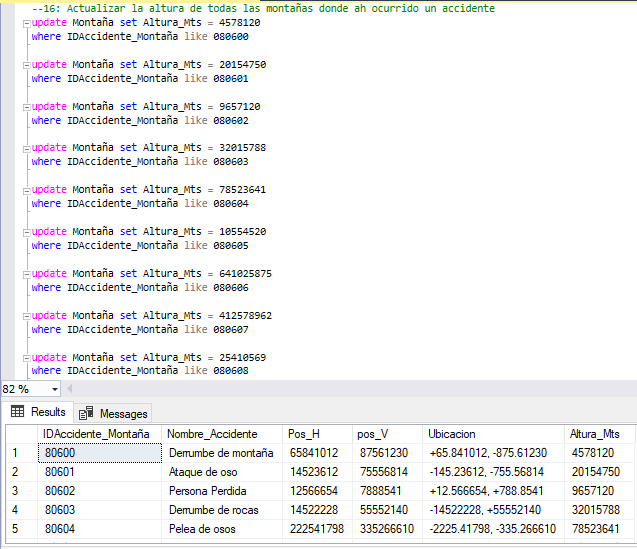 --16: Actualizar la altura de todas las montañas donde ah ocurrido un accidente
update Montaña set Altura_Mts = 4578120
where IDAccidente_Montaña like 080600
update Montaña set Altura_Mts = 20154750
where IDAccidente_Montaña like 080601
update Montaña set Altura_Mts = 9657120
where IDAccidente_Montaña like 080602
update Montaña set Altura_Mts = 32015788
where IDAccidente_Montaña like 080603
update Montaña set Altura_Mts = 78523641
where IDAccidente_Montaña like 080604
update Montaña set Altura_Mts = 10554520
where IDAccidente_Montaña like 080605
update Montaña set Altura_Mts = 641025875
where IDAccidente_Montaña like 080606
update Montaña set Altura_Mts = 412578962
where IDAccidente_Montaña like 080607
update Montaña set Altura_Mts = 25410569
where IDAccidente_Montaña like 080608
82 %
Results Messages
IDAccidente_Montaña Nombre_Accidente Pos_H pos_V Ubicacion Altura_Mts
1 80600 Derrumbe de montaña 65841012 87561230 +65.841012, -875.61230 4578120
2 80601 Ataque de oso 14523612 75556814 -145.23612, -755.56814 20154750
3 80602 Persona Perdida 12566654 7888541 +12.566654, +788.8541 9657120
4 80603 Derrumbe de rocas 14522228 55552140 -14522228, +55552140 32015788
5 80604 Pelea de osos 222541798 335266610 -2225.41798, -335.266610 78523641